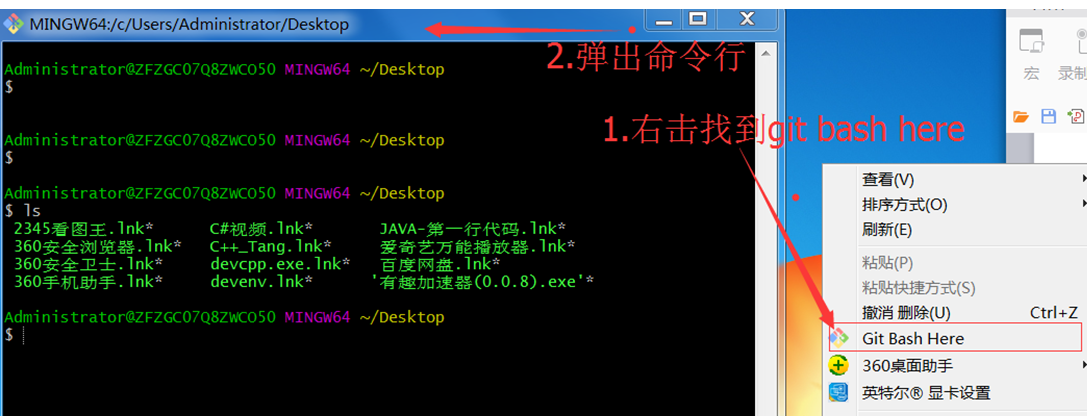 MINGW64:/c/Users/Administrator/Desktop
2.弹出命令行
Administrator@ZFZGC07Q8ZWCO50 MINGW64 ~/Desktop
$
Administrator@ZFZGC07Q8ZWCO50 MINGW64 ~/Desktop
$
Administrator@ZFZGC07Q8ZWCO50 MINGW64 ~/Desktop
$ ls
2345看图王.lnk* C#视频.lnk* JAVA-第一行代码.lnk*
360安全浏览器.lnk* C++_Tang.lnk* 爱奇艺万能播放器.lnk*
360安全卫士.lnk* devcpp.exe.lnk* 百度网盘.lnk*
360手机助手.lnk* devenv.lnk* '有趣加速器(0.0.8).exe'*
Administrator@ZFZGC07Q8ZWCO50 MINGW64 ~/Desktop
$
宏 录制
1.右击找到git bash here
查看(V)
排序方式(O)
刷新(E)
粘贴(P)
粘贴快捷方式(S)
撤消 删除(U) Ctrl+Z
Git Bash Here
360桌面助手
英特尔® 显卡设置